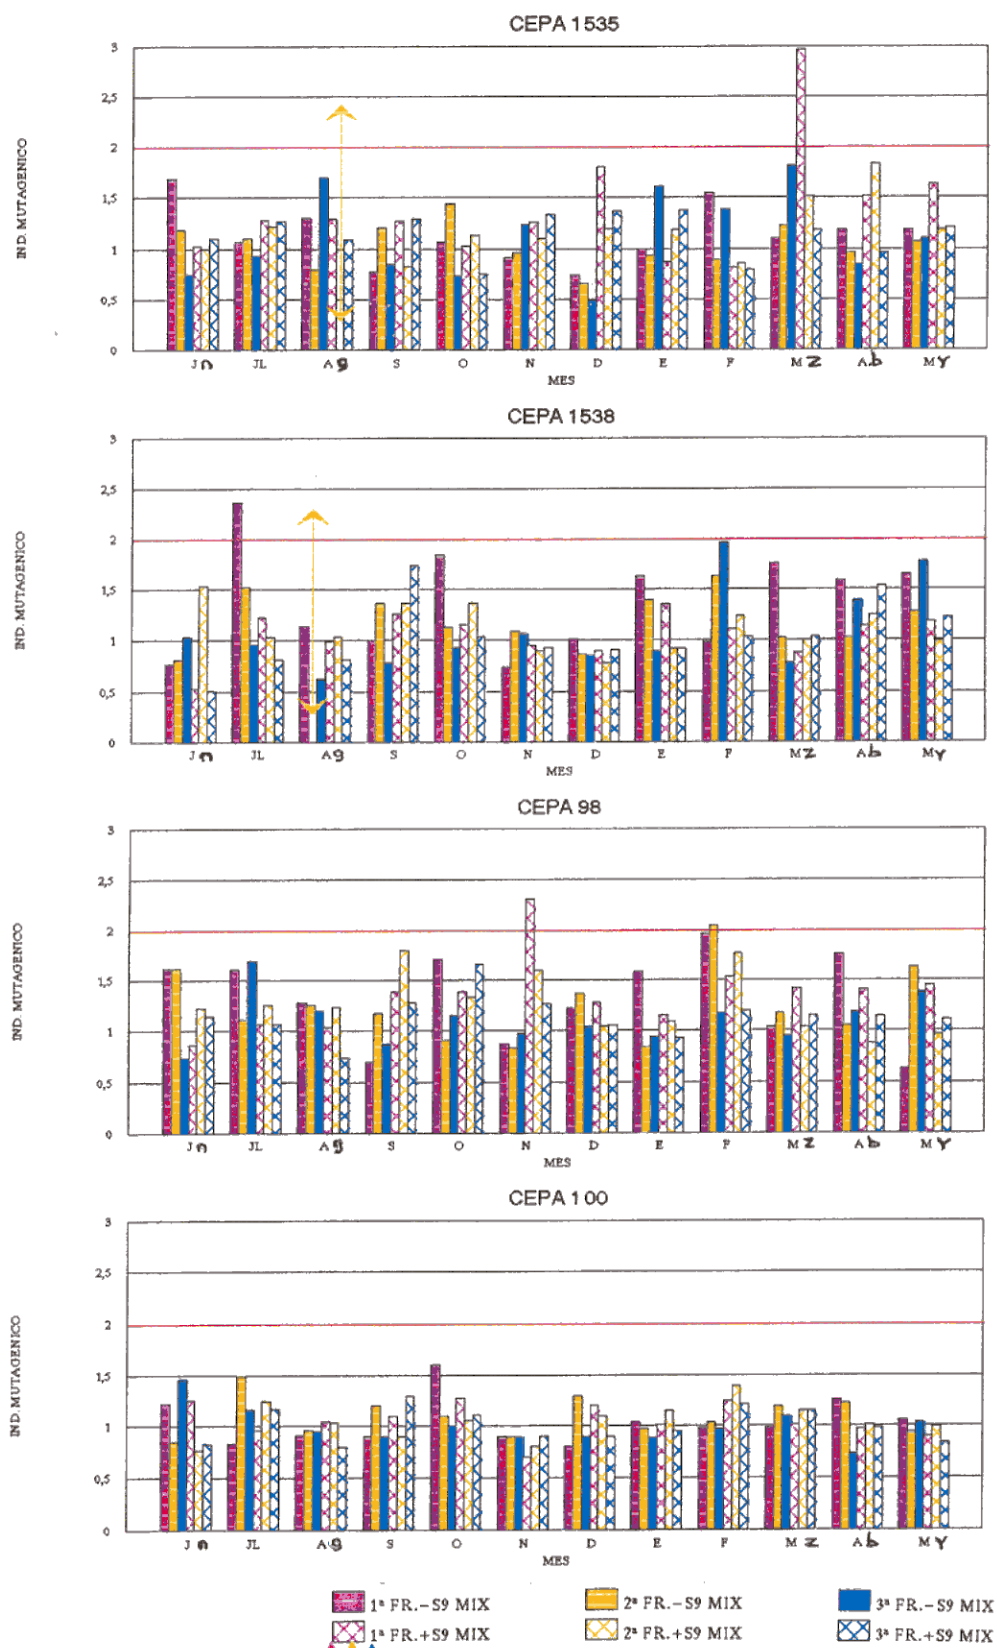 CEPA 1535
IND. MUTAGENICO
3
2,5
2
1,5
1
0,5
0
Jn JL Ag S O N D E F Mz Ab My
MES
CEPA 1538
IND. MUTAGENICO
3
2,5
2
1,5
1
0,5
0
Jn JL Ag S O N D E F Mz Ab My
MES
CEPA 98
IND. MUTAGENICO
3
2,5
2
1,5
1
0,5
0
Jn JL Ag S O N D E F Mz Ab My
MES
CEPA 100
IND. MUTAGENICO
3
2,5
2
1,5
1
0,5
0
Jn JL Ag S O N D E F Mz Ab My
MES
1ª FR.-S9 MIX 2ª FR.-S9 MIX 3ª FR.-S9 MIX
1ª FR.+S9 MIX 2ª FR.+S9 MIX 3ª FR.+S9 MIX